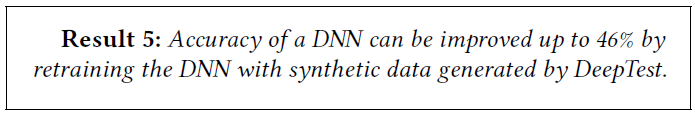 Result 5: Accuracy of a DNN can be improved up to 46% by
retraining the DNN with synthetic data generated by DeepTest.